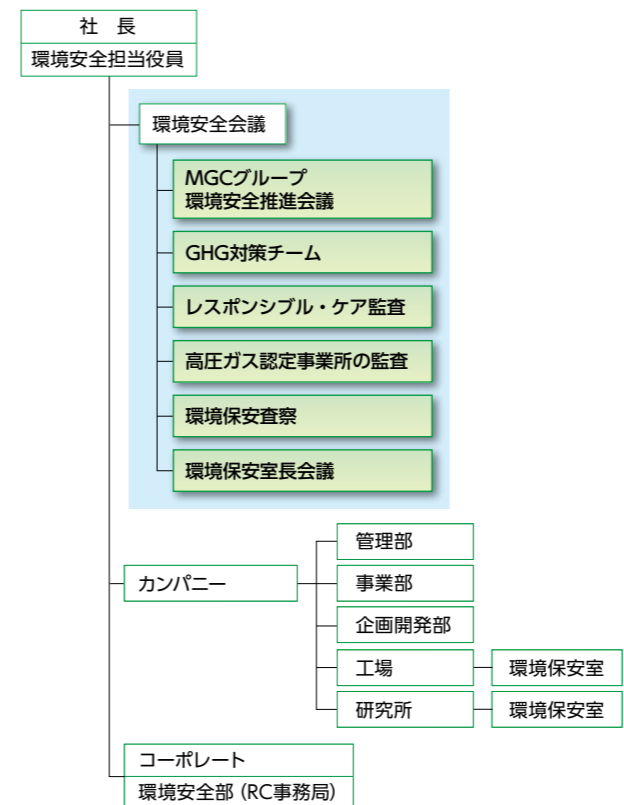 社　長
環境安全担当役員
環境安全会議
MGCグループ
環境安全推進会議
GHG対策チーム
レスポンシブル・ケア監査
高圧ガス認定事業所の監査
環境保安査察
環境保安室長会議
管理部
カンパニー
事業部
企画開発部
工場
環境保安室
研究所
環境保安室
コーポレート
環境安全部（RC事務局）